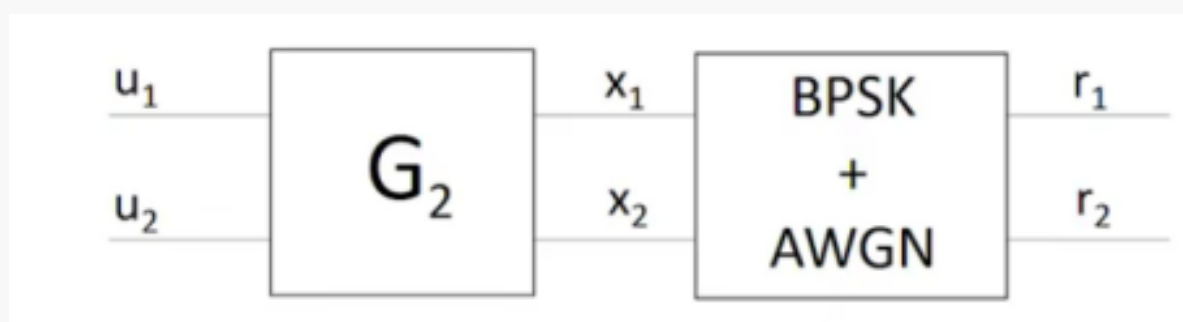 u₁ x₁ BPSK r₁
G₂ +
u₂ x₂ AWGN r₂